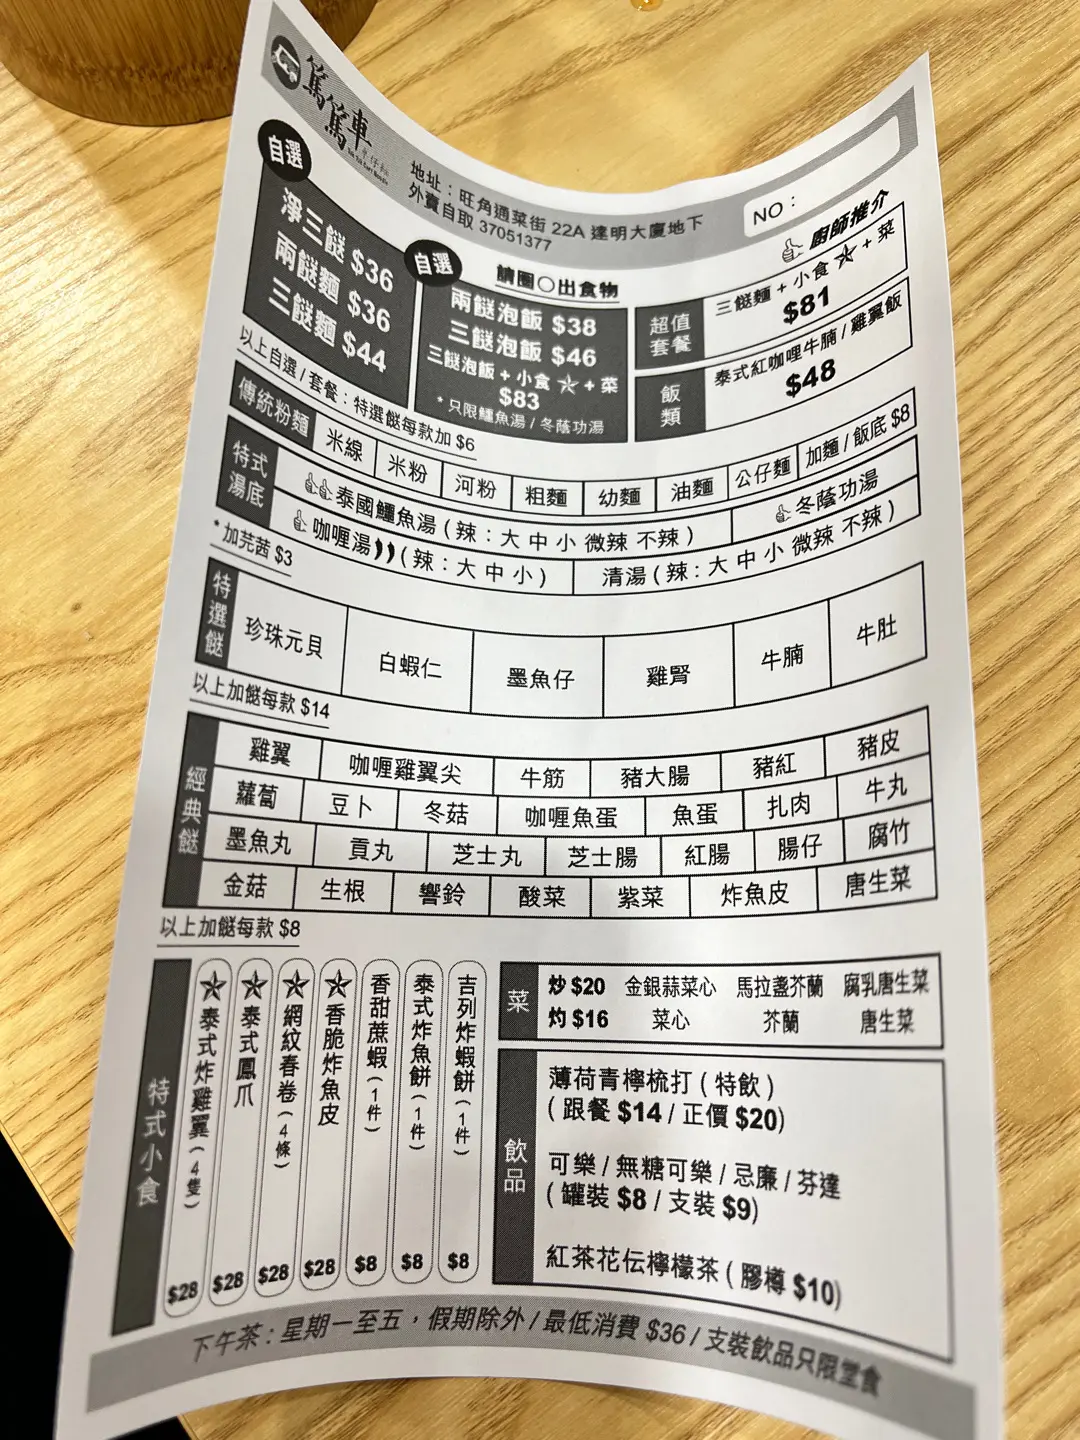 篤篤車
車仔麵
地址：旺角通菜街 22A 達明大廈地下
外賣自取 37051377
NO：
自選
淨三餸 $36
兩餸麵 $36
三餸麵 $44
自選
請圈○出食物
兩餸泡飯 $38
三餸泡飯 $46
三餸泡飯 + 小食 ★ + 菜
$83
* 只限鱷魚湯 / 冬蔭功湯
廚師推介
超值套餐
三餸麵 + 小食 ★ + 菜
$81
飯類
泰式紅咖哩牛腩 / 雞翼飯
$48
以上自選 / 套餐：特選餸每款加 $6
傳統粉麵 米線 米粉 河粉 粗麵 幼麵 油麵 公仔麵 加麵 / 飯底 $8
特式湯底
泰國鱷魚湯 ( 辣：大 中 小 微辣 不辣 ) 冬蔭功湯
咖喱湯 ( 辣：大 中 小 ) 清湯 ( 辣：大 中 小 微辣 不辣 )
* 加芫茜 $3
特選餸 珍珠元貝 白蝦仁 墨魚仔 雞腎 牛腩 牛肚
以上加餸每款 $14
經典餸
雞翼 咖喱雞翼尖 牛筋 豬大腸 豬紅 豬皮
蘿蔔 豆卜 冬菇 咖喱魚蛋 魚蛋 扎肉 牛丸
墨魚丸 貢丸 芝士丸 芝士腸 紅腸 腸仔 腐竹
金菇 生根 響鈴 酸菜 紫菜 炸魚皮 唐生菜
以上加餸每款 $8
特式小食
★泰式炸雞翼 ( 4隻 ) $28
★泰式鳳爪 $28
★網紋春卷 ( 4條 ) $28
★香脆炸魚皮 $28
香甜蔗蝦 ( 1件 ) $8
泰式炸魚餅 ( 1件 ) $8
吉列炸蝦餅 ( 1件 ) $8
菜
炒 $20 金銀蒜菜心 馬拉盞芥蘭 腐乳唐生菜
灼 $16 菜心 芥蘭 唐生菜
飲品
薄荷青檸梳打 ( 特飲 )
( 跟餐 $14 / 正價 $20)
可樂 / 無糖可樂 / 忌廉 / 芬達
( 罐裝 $8 / 支裝 $9)
紅茶花伝檸檬茶 ( 膠樽 $10)
下午茶 : 星期一至五，假期除外 / 最低消費 $36 / 支裝飲品只限堂食